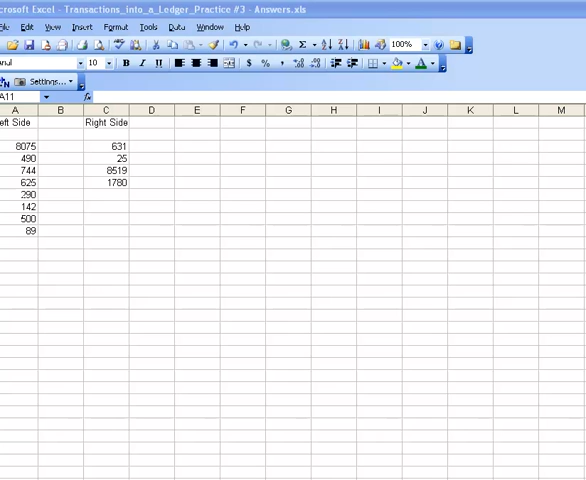 crosoft Excel - Transactions_into_a_Ledger_Practice #3 - Answers.xls
File Edit View Insert Format Tools Data Window Help
Σ 100%
Arial 10 B I U $ % ,
Settings...
A11 fx
A B C D E F G H I J K L M
eft Side Right Side
8075 631
490 25
744 8519
625 1780
290
142
500
89